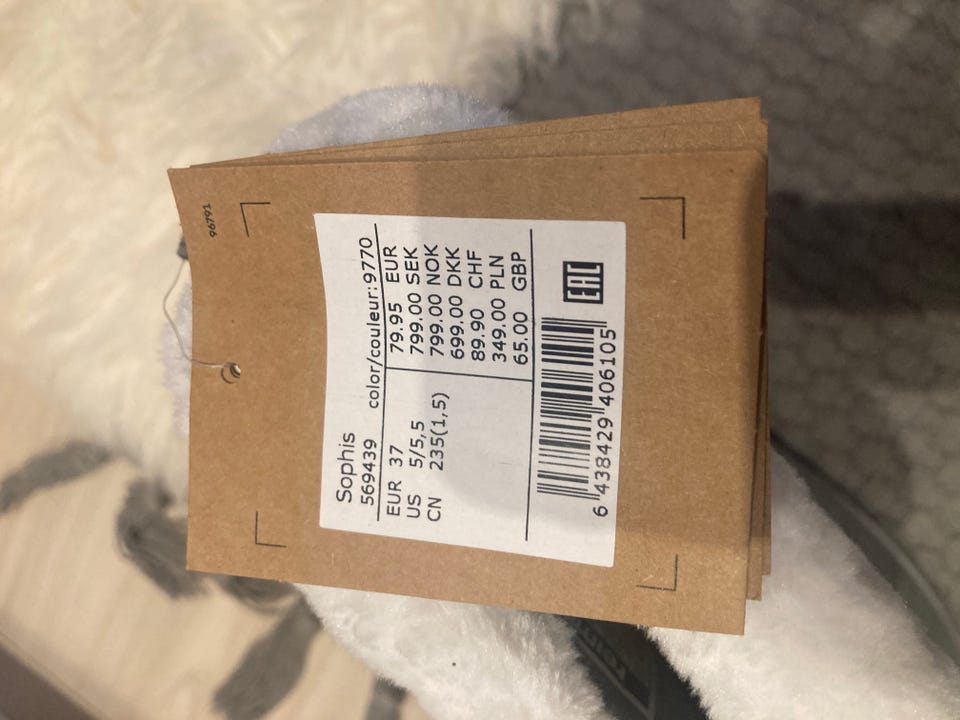 96791
Sophis
569439 color/couleur:9770
EUR 37
US 5/5,5
CN 235(1,5)
79.95 EUR
799.00 SEK
799.00 NOK
699.00 DKK
89.90 CHF
349.00 PLN
65.00 GBP
EAC
6 438429 406105